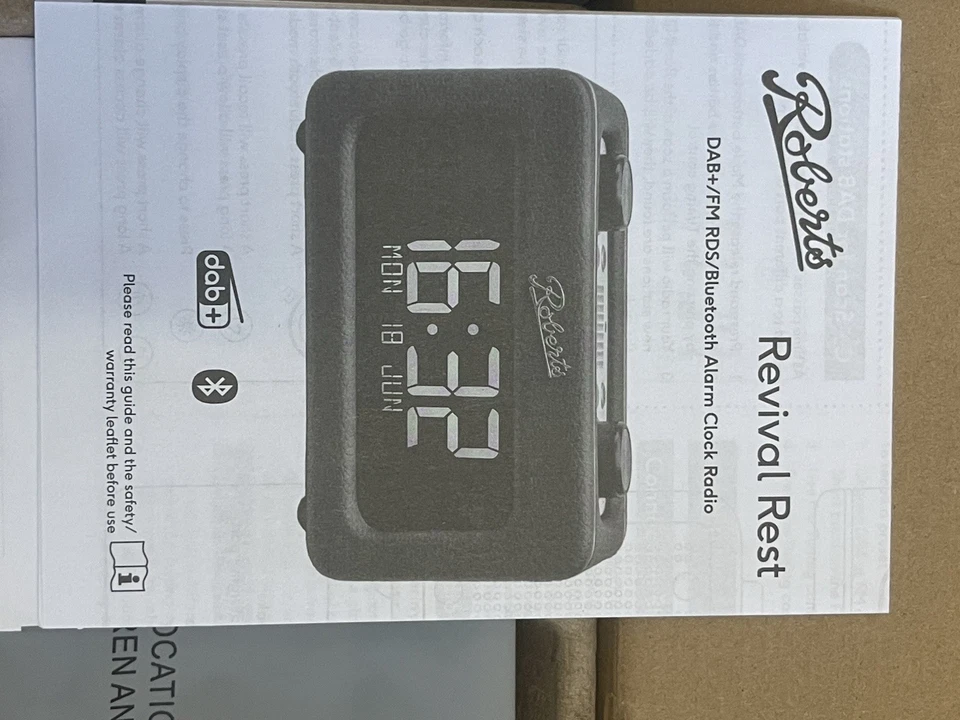 Roberts
Revival Rest
DAB+/FM RDS/Bluetooth Alarm Clock Radio
Roberts
16:32
MON 18 JUN
dab+
Please read this guide and the safety/
warranty leaflet before use
i